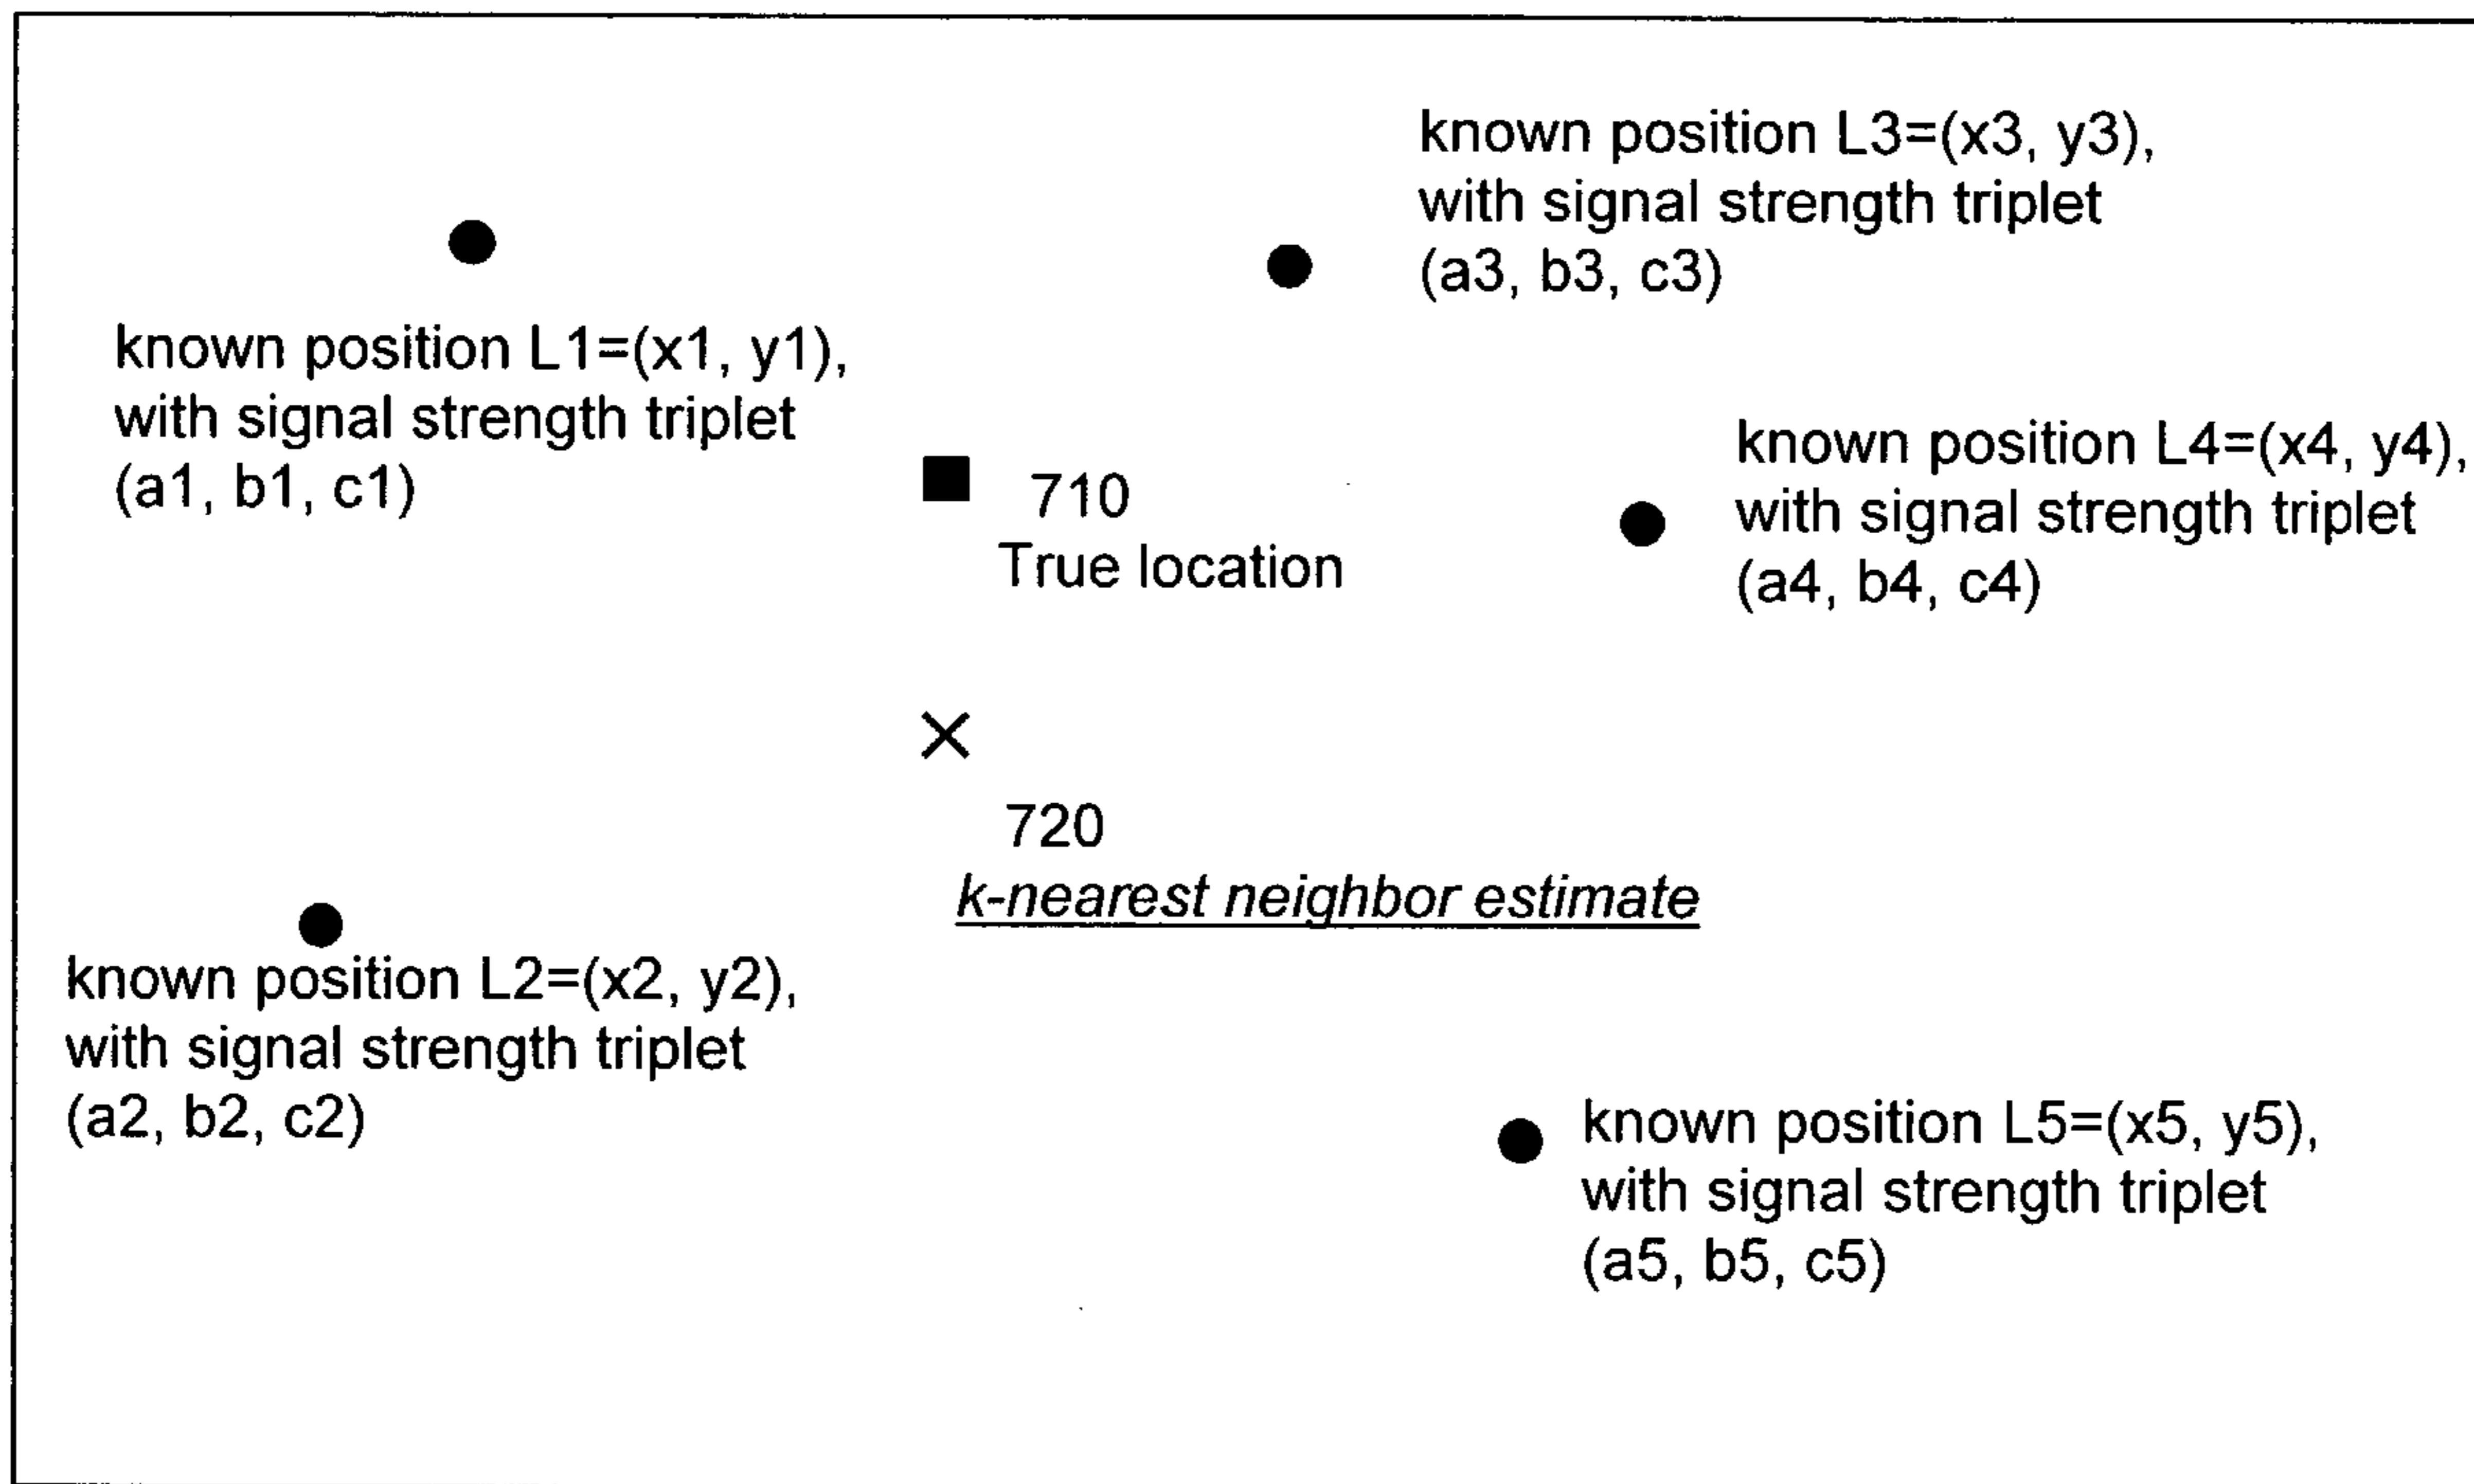 known position L3=(x3, y3),
with signal strength triplet
(a3, b3, c3)
known position L1=(x1, y1),
with signal strength triplet
(a1, b1, c1)
known position L4=(x4, y4),
with signal strength triplet
(a4, b4, c4)
710
True location
720
k-nearest neighbor estimate
known position L2=(x2, y2),
with signal strength triplet
(a2, b2, c2)
known position L5=(x5, y5),
with signal strength triplet
(a5, b5, c5)